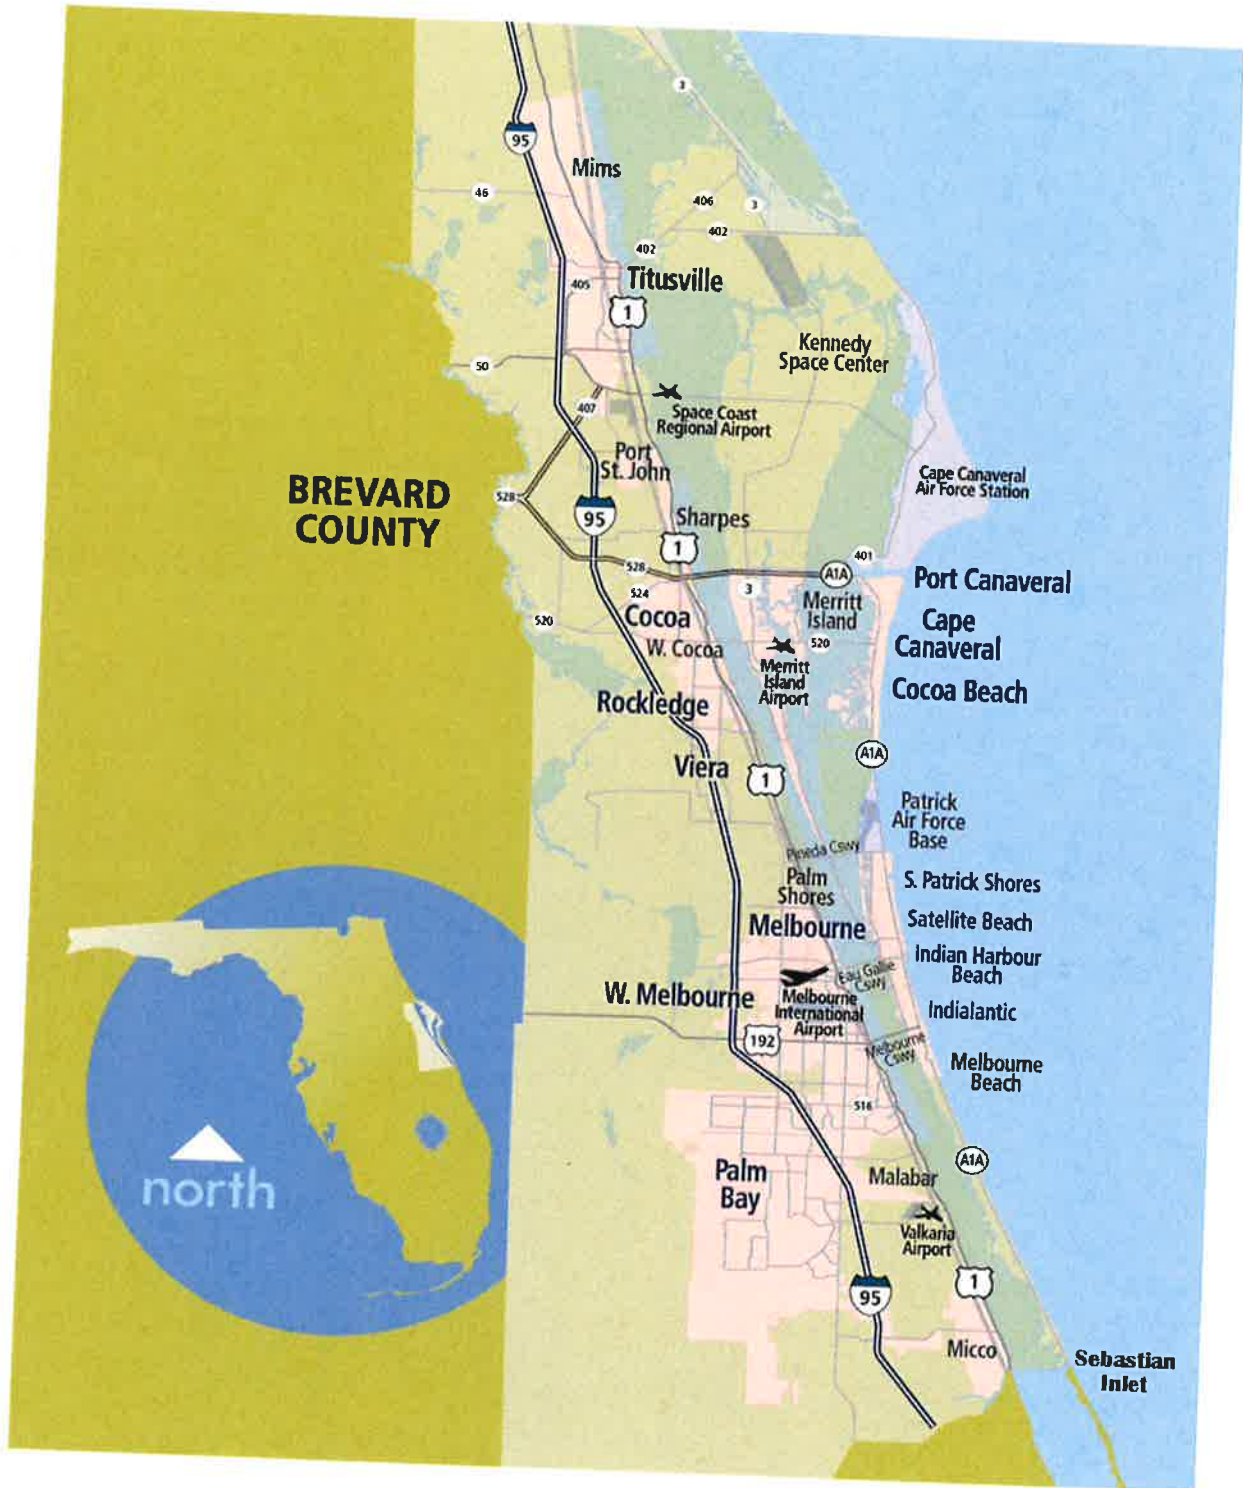 3
95
Mims
46
406
3
402
402
Titusville
405
1
Kennedy
Space Center
50
407
Space Coast
Regional Airport
Port
St. John
Cape Canaveral
Air Force Station
BREVARD
COUNTY
528
95
Sharpes
1
401
528
A1A
Port Canaveral
524
3
Merritt
Island
Cocoa
520
Cape
Canaveral
W. Cocoa
520
Merritt
Island
Airport
Cocoa Beach
Rockledge
A1A
Viera
1
Patrick
Air Force
Base
Pineda Cswy
Palm
Shores
S. Patrick Shores
Melbourne
Satellite Beach
Indian Harbour
Beach
Eau Gallie
Cswy
W. Melbourne
Melbourne
International
Airport
Indialantic
192
Melbourne
Cswy
Melbourne
Beach
516
A1A
Palm
Bay
Malabar
north
Valkaria
Airport
1
95
Micco
Sebastian
Inlet